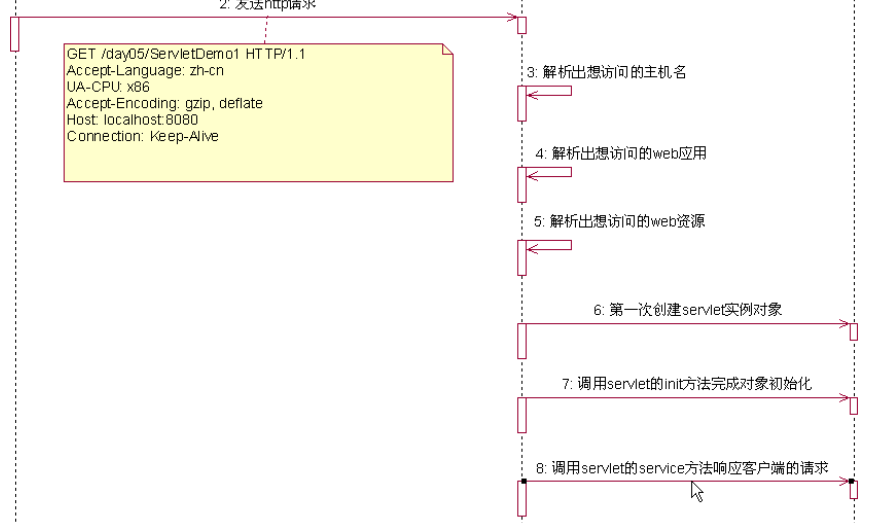 2: 发送http请求
GET /day05/ServletDemo1 HTTP/1.1
Accept-Language: zh-cn
UA-CPU: x86
Accept-Encoding: gzip, deflate
Host: localhost:8080
Connection: Keep-Alive
3: 解析出想访问的主机名
4: 解析出想访问的web应用
5: 解析出想访问的web资源
6: 第一次创建servlet实例对象
7: 调用servlet的init方法完成对象初始化
8: 调用servlet的service方法响应客户端的请求